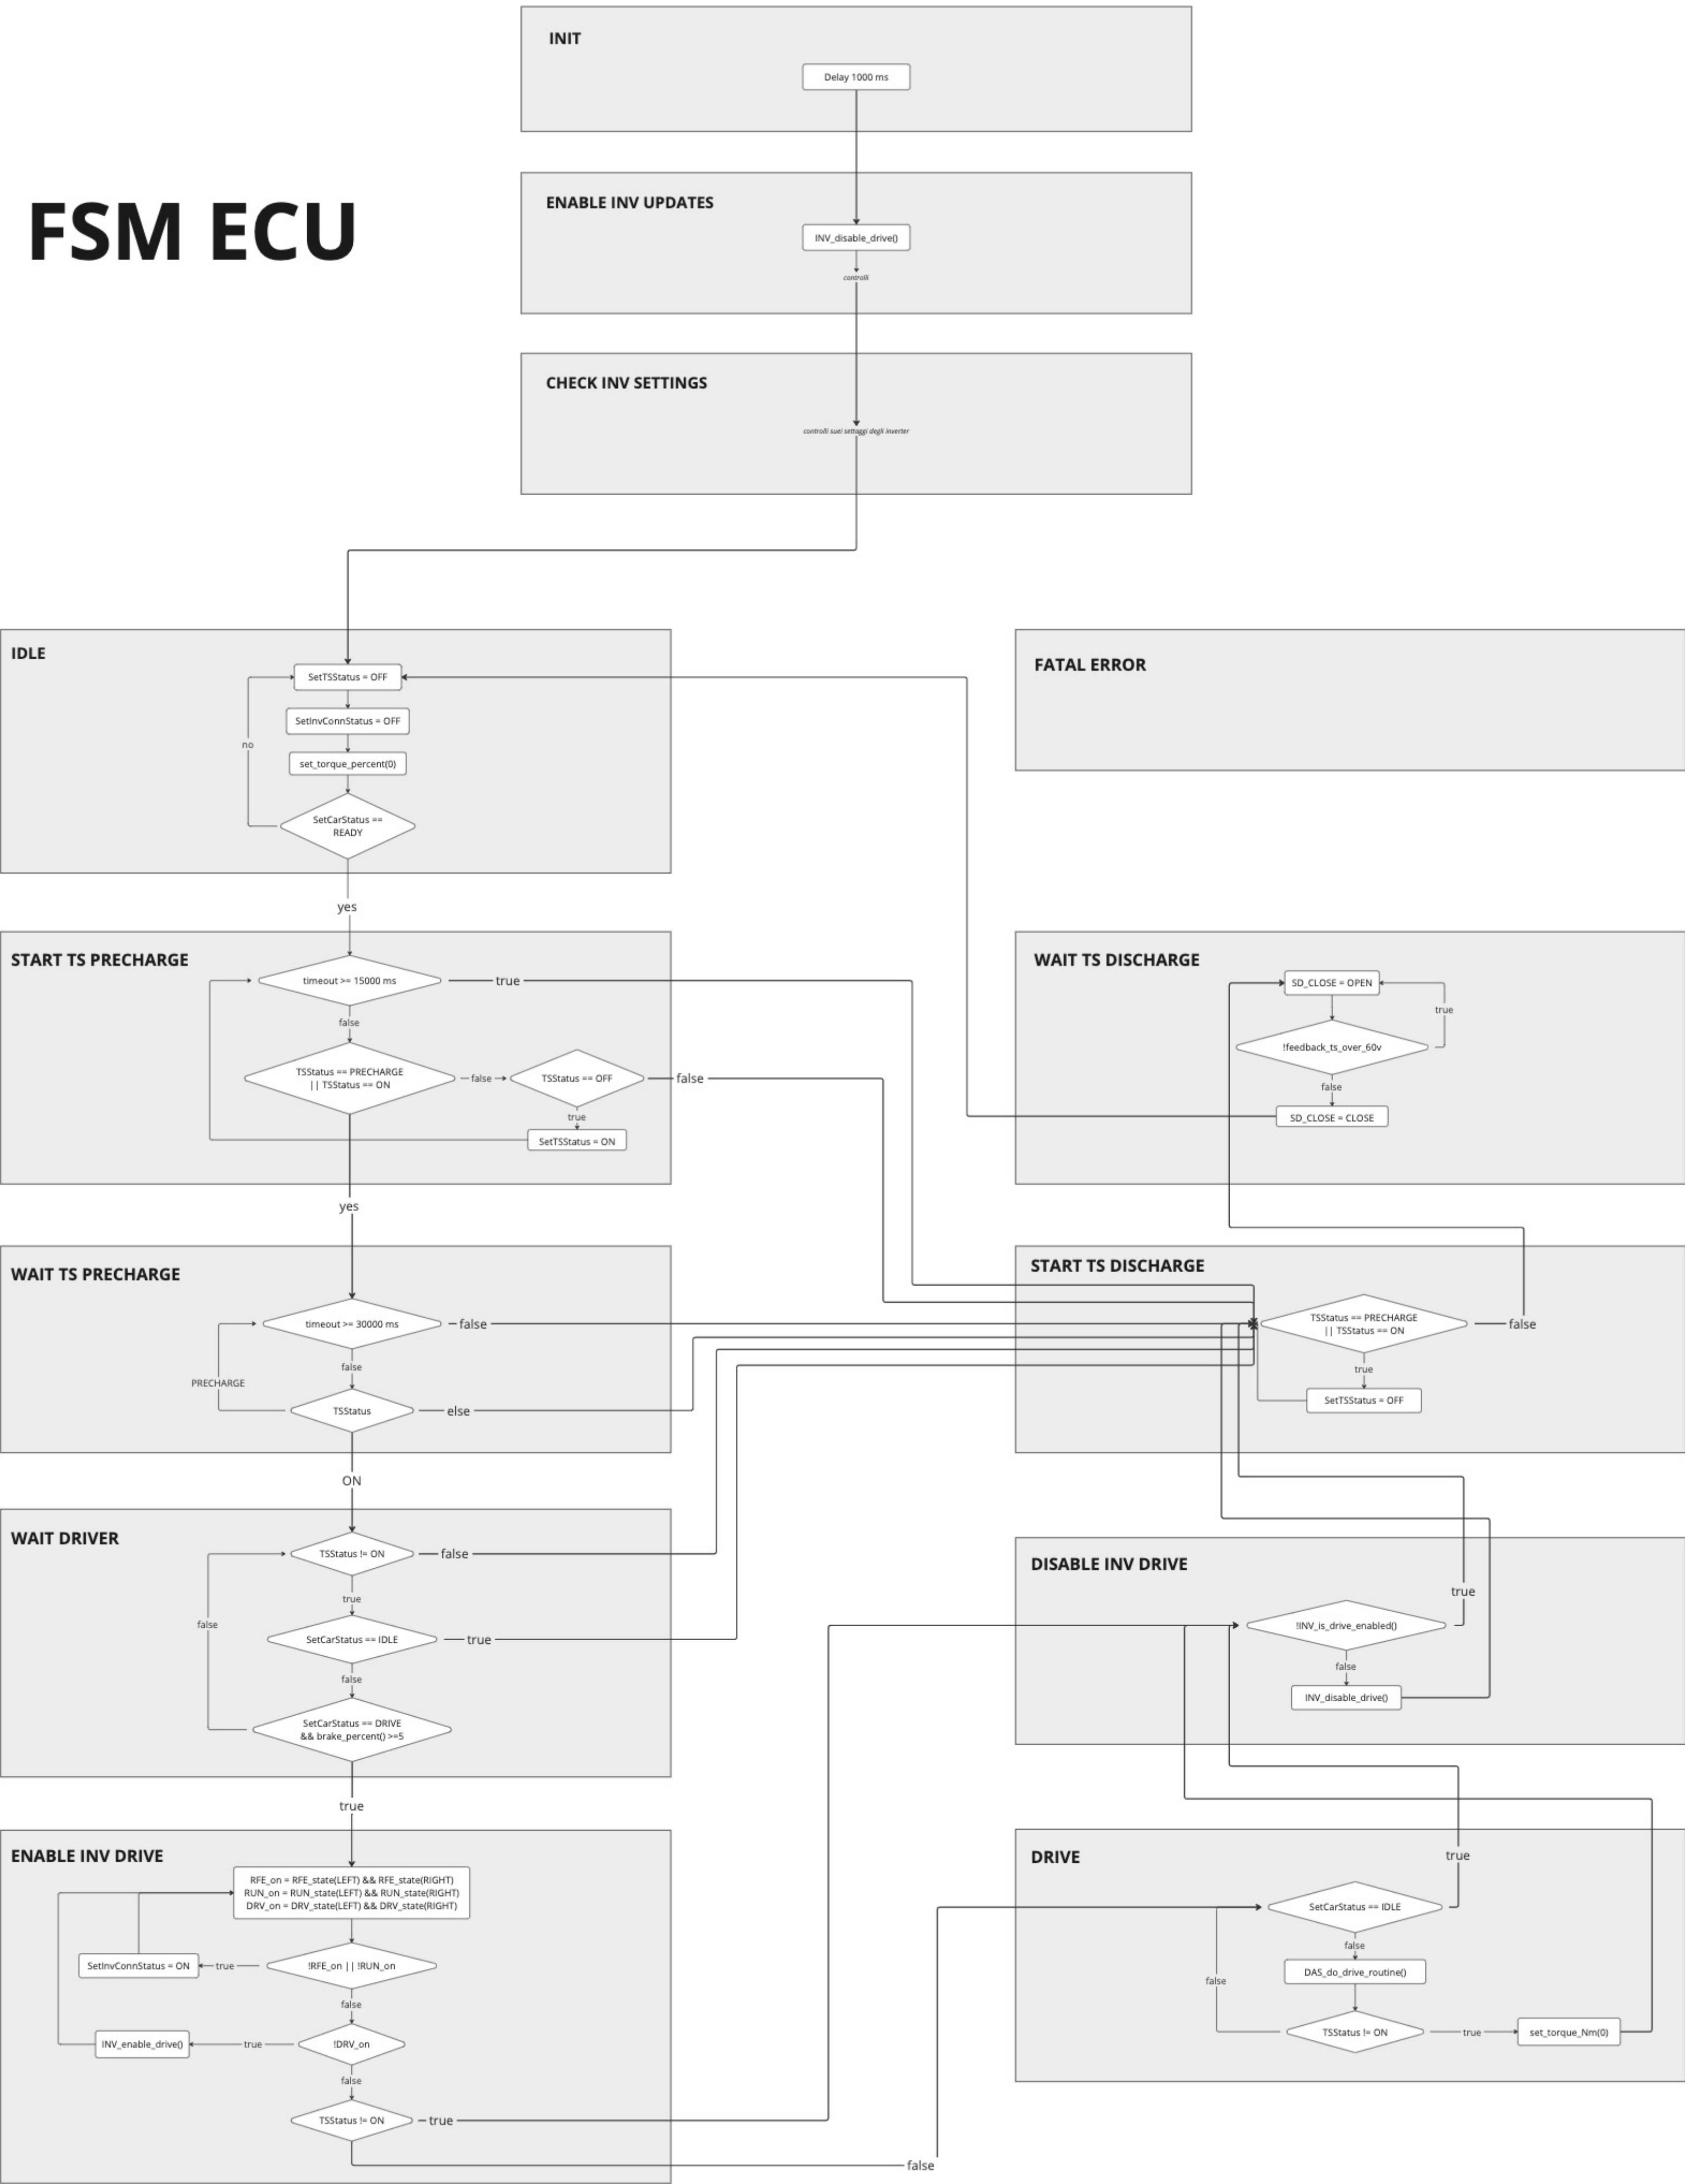 INIT
Delay 1000 ms
FSM ECU
ENABLE INV UPDATES
INV_disable_drive()
controlli
CHECK INV SETTINGS
controlli suei settaggi degli inverter
IDLE
SetTSStatus = OFF
SetInvConnStatus = OFF
no
set_torque_percent(0)
SetCarStatus ==
READY
yes
FATAL ERROR
START TS PRECHARGE
timeout >= 15000 ms
true
false
TSStatus == PRECHARGE
|| TSStatus == ON
false
TSStatus == OFF
false
true
SetTSStatus = ON
yes
WAIT TS DISCHARGE
SD_CLOSE = OPEN
true
!feedback_ts_over_60v
false
SD_CLOSE = CLOSE
WAIT TS PRECHARGE
timeout >= 30000 ms
false
false
PRECHARGE
TSStatus
else
ON
START TS DISCHARGE
TSStatus == PRECHARGE
|| TSStatus == ON
false
true
SetTSStatus = OFF
WAIT DRIVER
TSStatus != ON
false
true
false
SetCarStatus == IDLE
true
false
SetCarStatus == DRIVE
&& brake_percent() >=5
true
DISABLE INV DRIVE
true
!INV_is_drive_enabled()
false
INV_disable_drive()
ENABLE INV DRIVE
RFE_on = RFE_state(LEFT) && RFE_state(RIGHT)
RUN_on = RUN_state(LEFT) && RUN_state(RIGHT)
DRV_on = DRV_state(LEFT) && DRV_state(RIGHT)
SetInvConnStatus = ON
true
!RFE_on || !RUN_on
false
INV_enable_drive()
true
!DRV_on
false
TSStatus != ON
true
false
DRIVE
true
SetCarStatus == IDLE
false
DAS_do_drive_routine()
false
TSStatus != ON
true
set_torque_Nm(0)